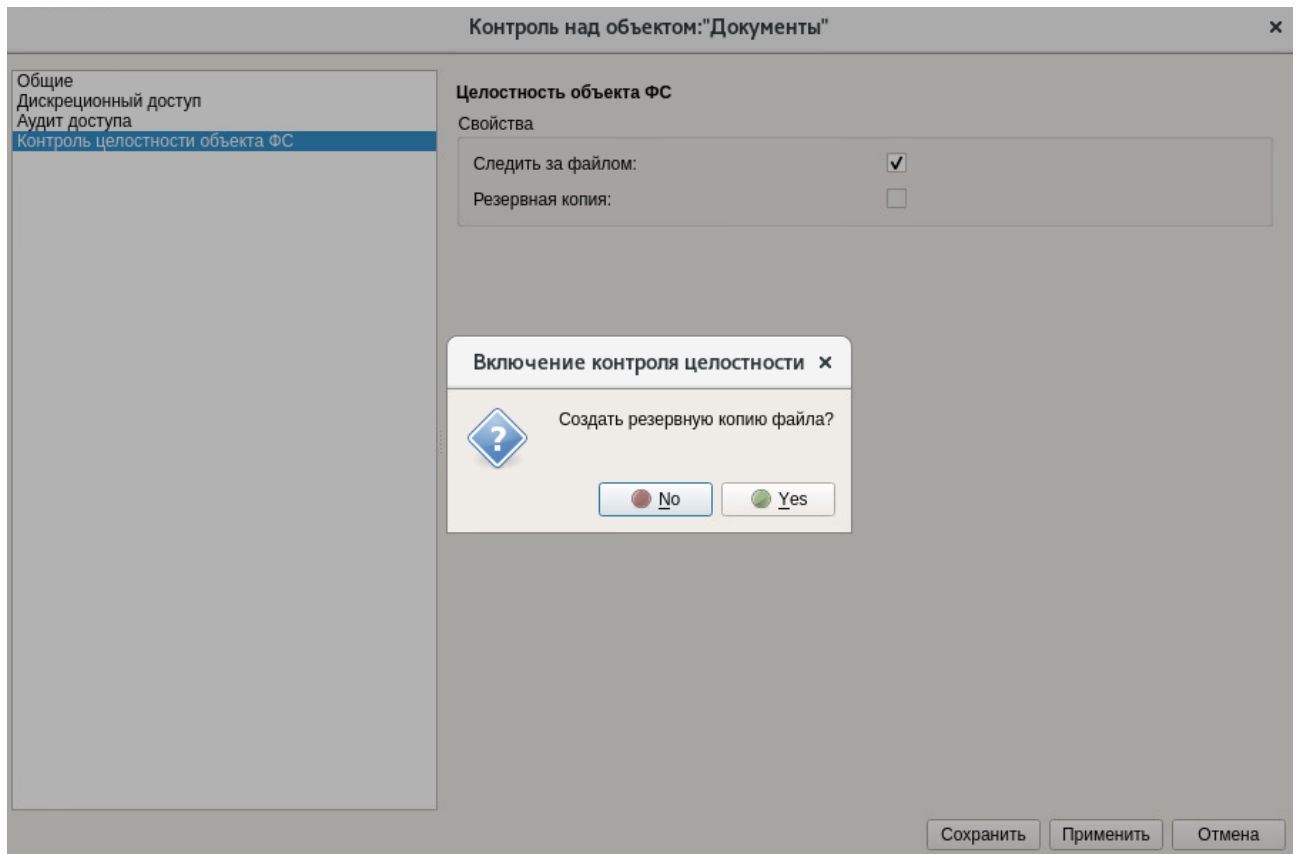 Контроль над объектом:"Документы"
Общие
Дискреционный доступ
Аудит доступа
Контроль целостности объекта ФС
Целостность объекта ФС
Свойства
Следить за файлом:
Резервная копия:
Включение контроля целостности
Создать резервную копию файла?
No
Yes
Сохранить
Применить
Отмена